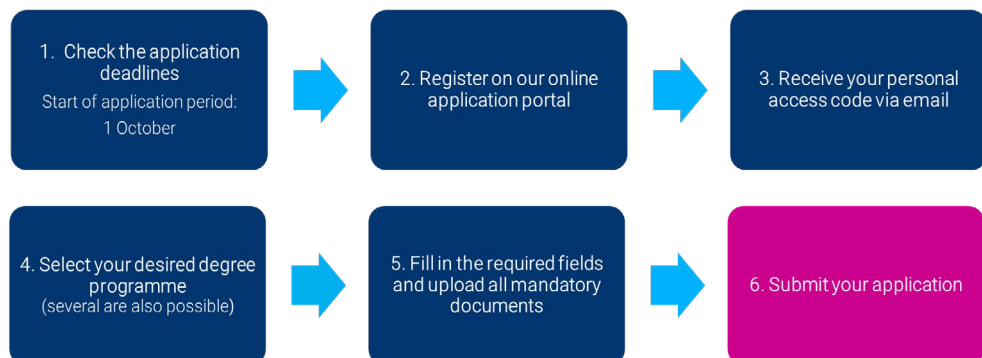 1. Check the application
deadlines
Start of application period:
1 October
2. Register on our online
application portal
3. Receive your personal
access code via email
4. Select your desired degree
programme
(several are also possible)
5. Fill in the required fields
and upload all mandatory
documents
6. Submit your application